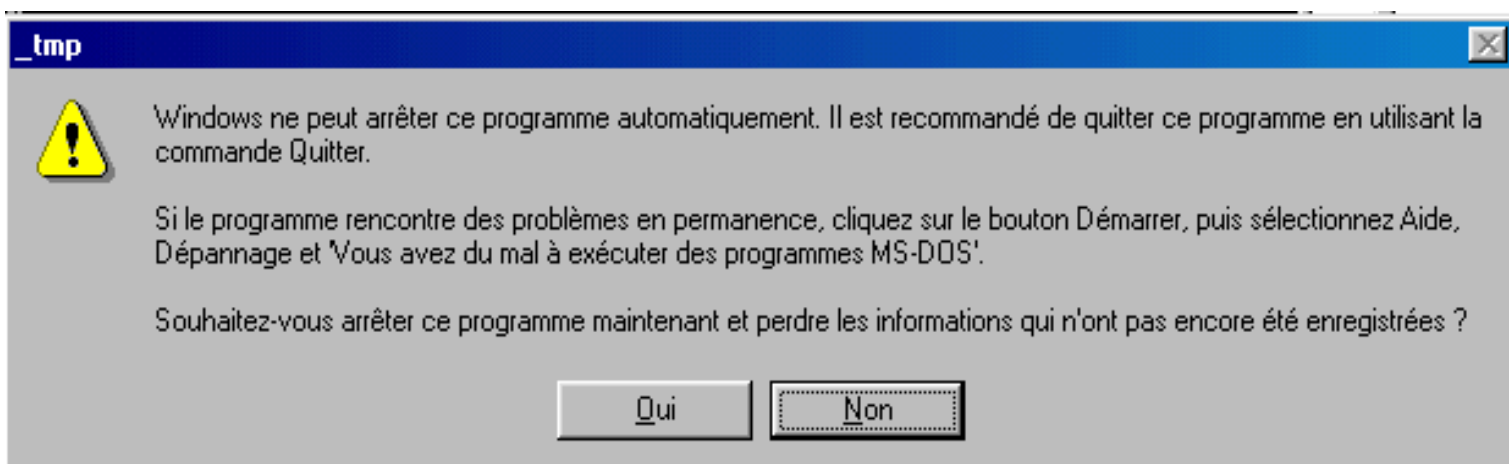 _tmp
Windows ne peut arrêter ce programme automatiquement. Il est recommandé de quitter ce programme en utilisant la
commande Quitter.
Si le programme rencontre des problèmes en permanence, cliquez sur le bouton Démarrer, puis sélectionnez Aide,
Dépannage et 'Vous avez du mal à exécuter des programmes MS-DOS'.
Souhaitez-vous arrêter ce programme maintenant et perdre les informations qui n'ont pas encore été enregistrées ?
Oui
Non